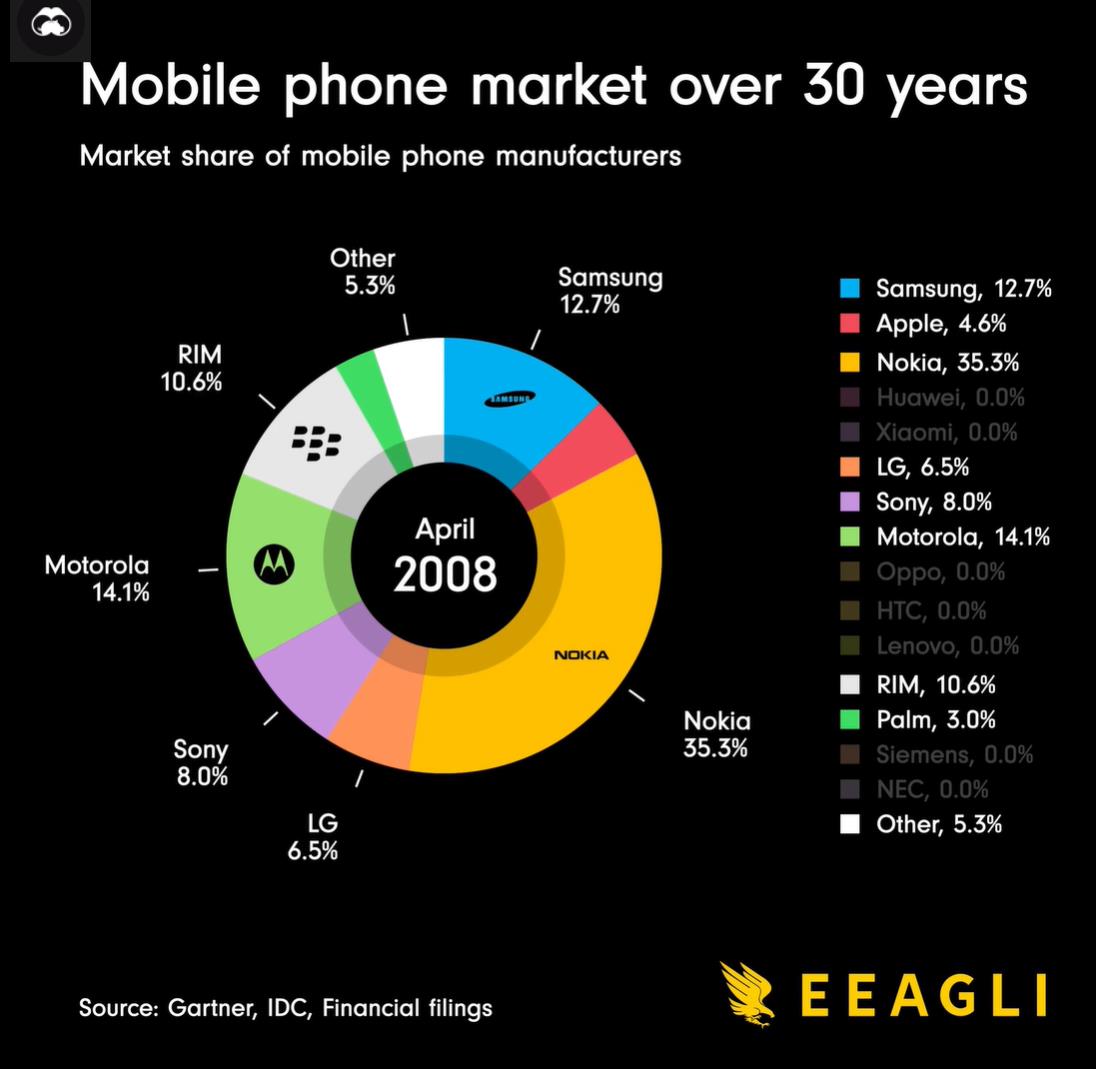 Mobile phone market over 30 years
Market share of mobile phone manufacturers
Other
5.3%
Samsung
12.7%
RIM
10.6%
Motorola
14.1%
Sony
8.0%
LG
6.5%
Nokia
35.3%
SAMSUNG
NOKIA
April
2008
Samsung, 12.7%
Apple, 4.6%
Nokia, 35.3%
Huawei, 0.0%
Xiaomi, 0.0%
LG, 6.5%
Sony, 8.0%
Motorola, 14.1%
Oppo, 0.0%
HTC, 0.0%
Lenovo, 0.0%
RIM, 10.6%
Palm, 3.0%
Siemens, 0.0%
NEC, 0.0%
Other, 5.3%
Source: Gartner, IDC, Financial filings
EEAGLI